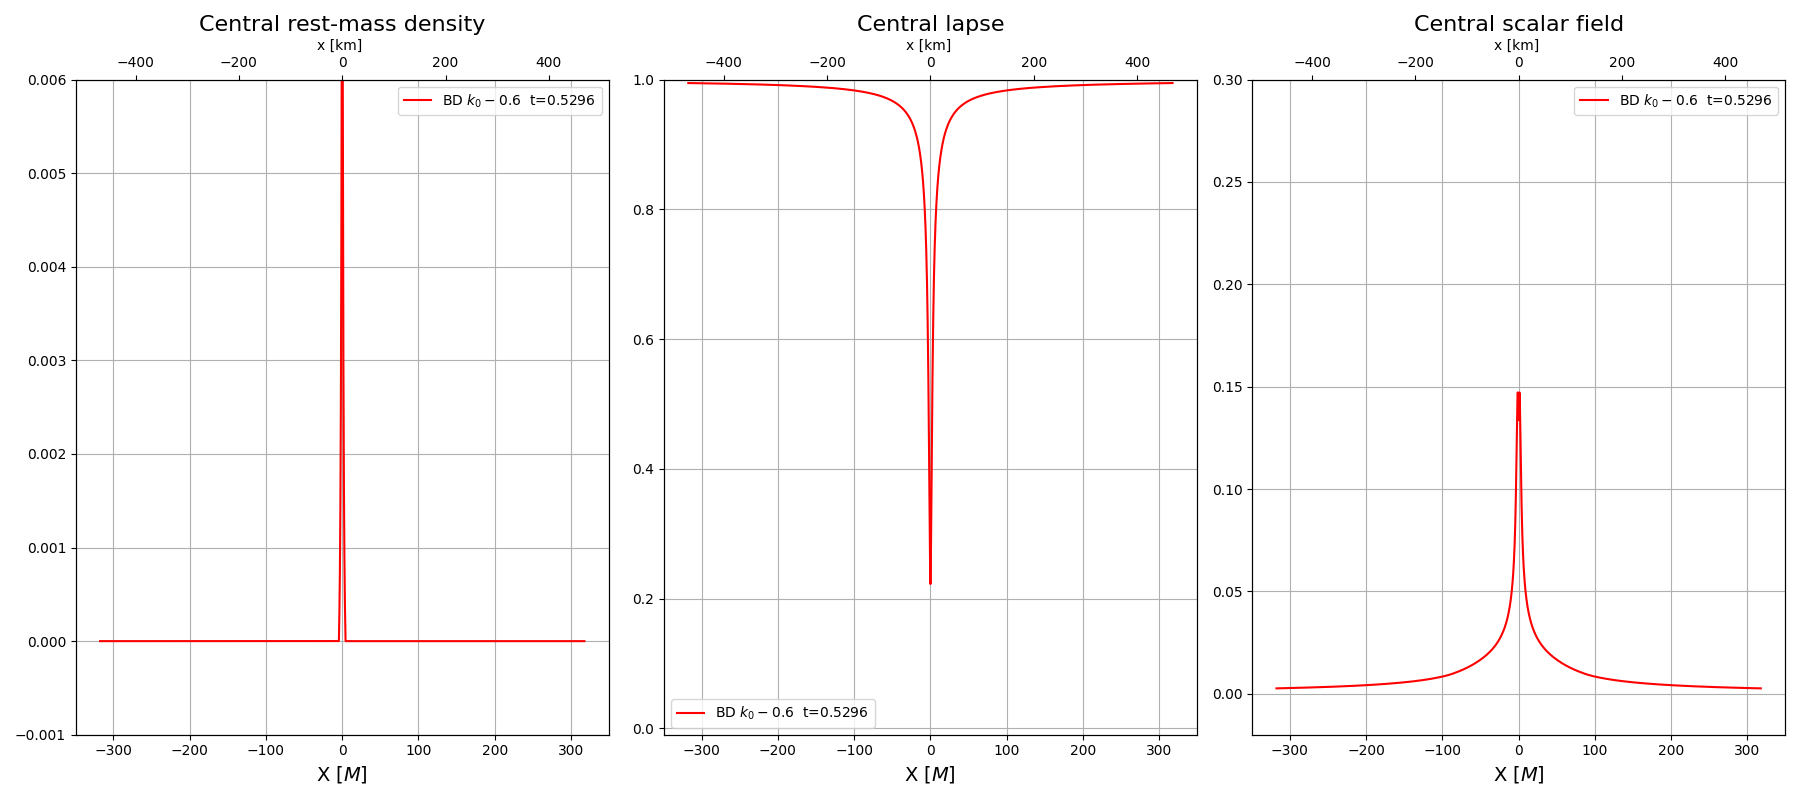 Central rest-mass density
x [km]
−400 −200 0 200 400
0.006
0.005
0.004
0.003
0.002
0.001
0.000
−0.001
BD k₀ − 0.6 t=0.5296
−300 −200 −100 0 100 200 300
X [M]
Central lapse
x [km]
−400 −200 0 200 400
1.0
0.8
0.6
0.4
0.2
0.0
BD k₀ − 0.6 t=0.5296
−300 −200 −100 0 100 200 300
X [M]
Central scalar field
x [km]
−400 −200 0 200 400
0.30
0.25
0.20
0.15
0.10
0.05
0.00
BD k₀ − 0.6 t=0.5296
−300 −200 −100 0 100 200 300
X [M]